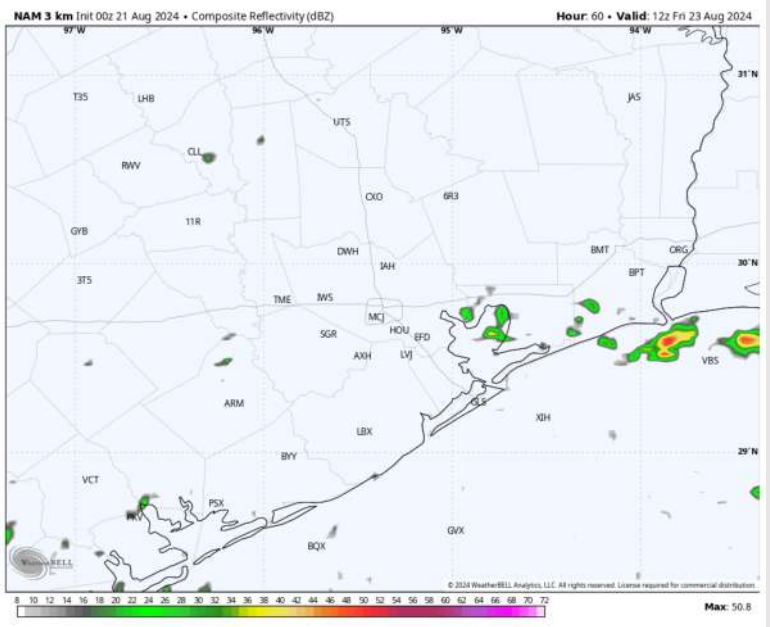 NAM 3 km Init 00z 21 Aug 2024 • Composite Reflectivity (dBZ) Hour: 60 • Valid: 12z Fri 23 Aug 2024
97°W 96°W 95°W 94°W
31°N
T35 LHB JAS
UTS
CLL
RWV
CXO 6R3
11R
GYB
DWH BMT ORG
IAH 30°N
3T5 BPT
TME IWS
MCJ
SGR HOU EFD
AXH LVJ VBS
ARM GLS
XIH
LBX
BYY 29°N
VCT
PSX
PKV
GVX
BQX
WeatherBELL
© 2024 WeatherBELL Analytics, LLC. All rights reserved. License required for commercial distribution.
8 10 12 14 16 18 20 22 24 26 28 30 32 34 36 38 40 42 44 46 48 50 52 54 56 58 60 62 64 66 68 70 72 Max: 50.8